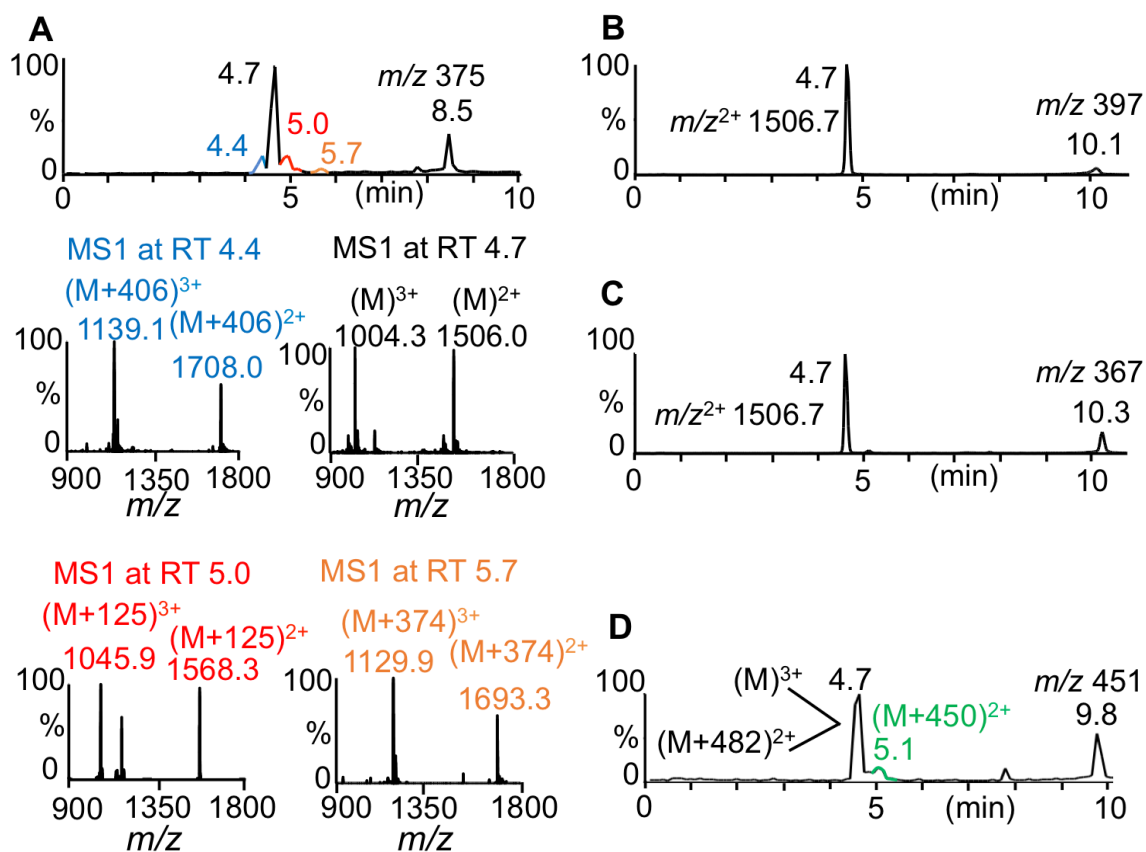 A
100
%
0
4.7
m/z 375
8.5
4.4
5.0
5.7
0
5
(min)
10
MS1 at RT 4.4
(M+406)3+
1139.1
(M+406)2+
1708.0
100
%
0
900
1350
1800
m/z
MS1 at RT 4.7
(M)3+
(M)2+
1004.3
1506.0
100
%
0
900
1350
1800
m/z
MS1 at RT 5.0
(M+125)3+
(M+125)2+
1045.9
1568.3
100
%
0
900
1350
1800
m/z
MS1 at RT 5.7
(M+374)3+
(M+374)2+
1129.9
1693.3
100
%
0
900
1350
1800
m/z
B
100
%
0
4.7
m/z2+ 1506.7
m/z 397
10.1
0
5
(min)
10
C
100
%
0
4.7
m/z2+ 1506.7
m/z 367
10.3
0
5
(min)
10
D
100
%
0
(M)3+
4.7
(M+482)2+
(M+450)2+
5.1
m/z 451
9.8
0
5
(min)
10